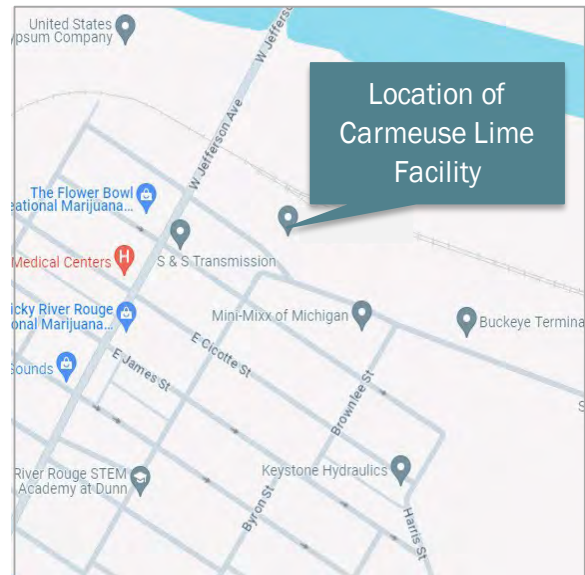 United States
ypsum Company
W Jefferson
Location of
Carmeuse Lime
Facility
W Jefferson Ave
The Flower Bowl
eational Marijuana...
S & S Transmission
Medical Centers
H
icky River Rouge
onal Marijuana...
Mini-Mixx of Michigan
Buckeye Termina
ounds
E James St
E Cicotte St
Brownlee St
S
River Rouge STEM
Academy at Dunn
Keystone Hydraulics
Byron St
Harris St